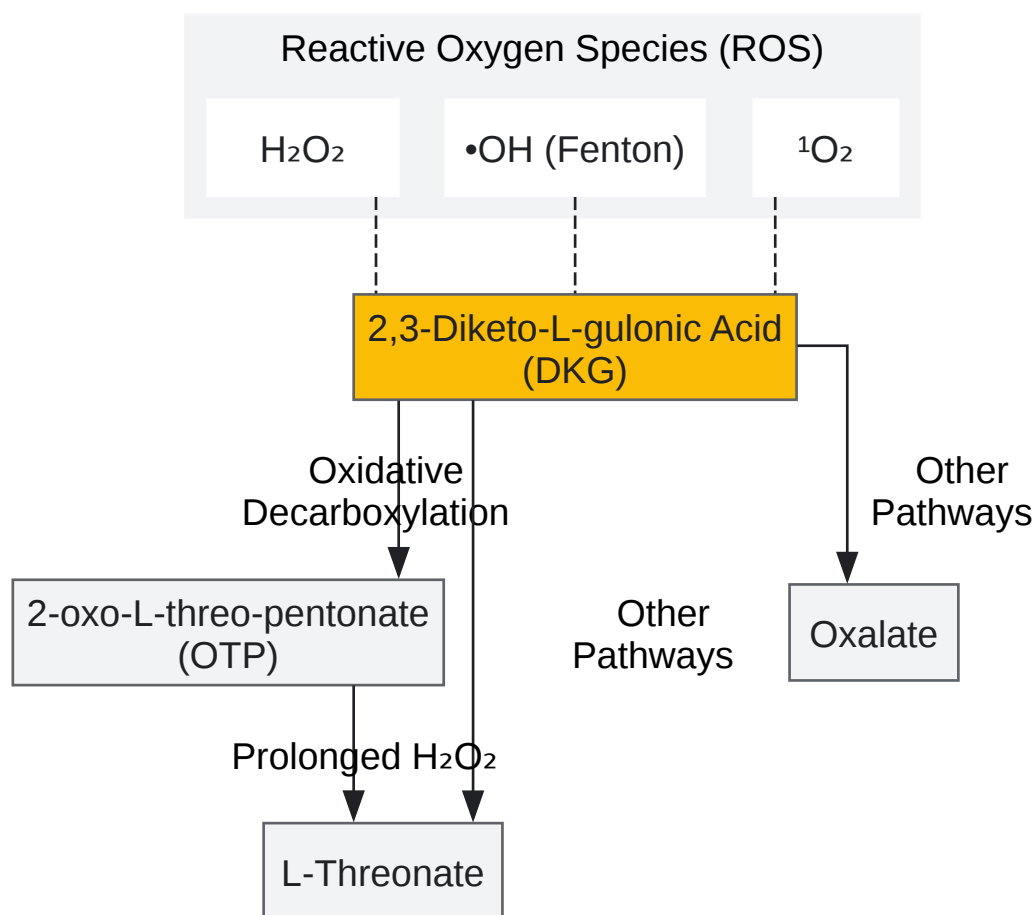 Reactive Oxygen Species (ROS)
H₂O₂
•OH (Fenton)
¹O₂
2,3-Diketo-L-gulonic Acid
(DKG)
Oxidative
Decarboxylation
Other
Pathways
2-oxo-L-threo-pentonate
(OTP)
Other
Pathways
Oxalate
Prolonged H₂O₂
L-Threonate